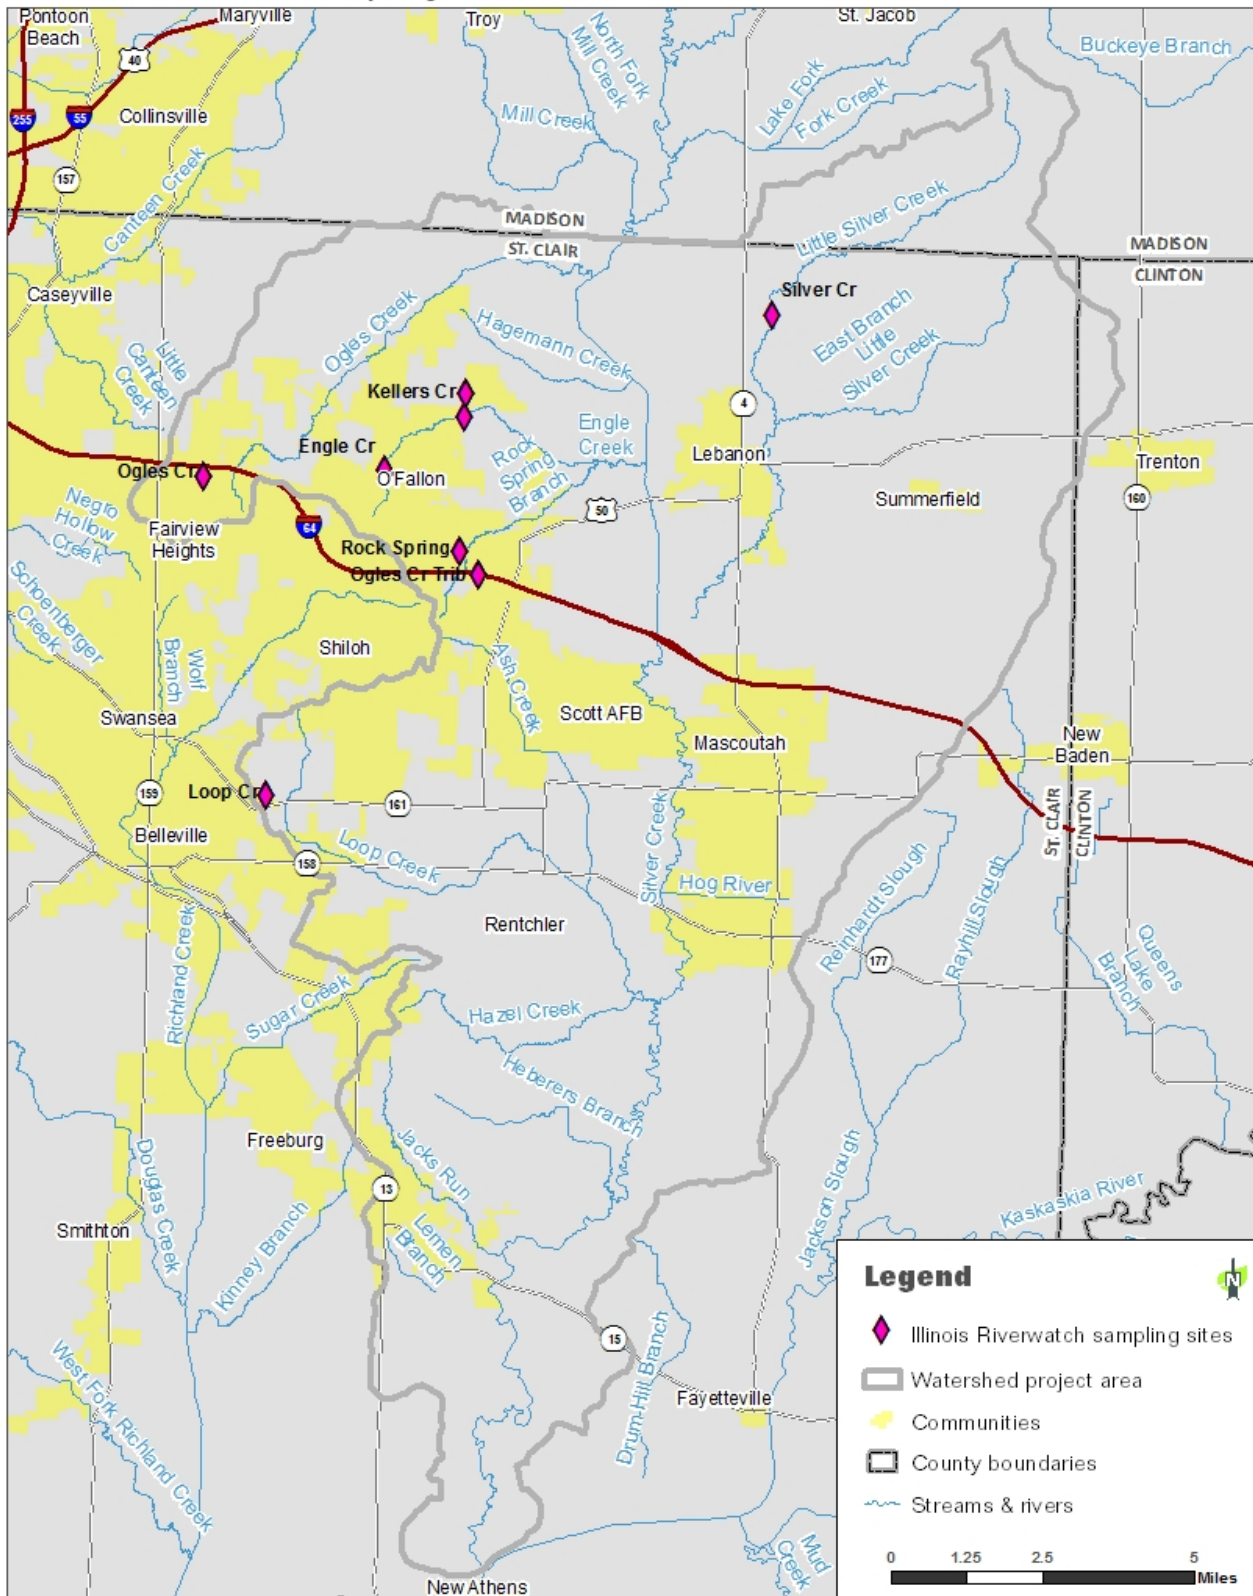 Pontoon
Beach
Maryville
Troy
St. Jacob
North Fork
Mill Creek
Buckeye Branch
40
Lake Fork
Fork Creek
255
55
Collinsville
Mill Creek
157
Canteen Creek
Little Silver Creek
MADISON
ST. CLAIR
MADISON
CLINTON
Caseyville
Silver Cr
Ogles Creek
Hagemann Creek
East Branch
Little
Silver Creek
Little
Canteen
Creek
Kellers Cr
4
Engle
Creek
Engle Cr
Rock
Spring
Branch
Lebanon
Trenton
Ogles Cr
O'Fallon
Summerfield
160
Negro
Hollow
Creek
50
Fairview
Heights
64
Rock Spring
Ogles Cr Trib
Schoenberger
Creek
Shiloh
Wolf
Branch
Ash Creek
Swansea
Scott AFB
Mascoutah
New
Baden
159
Loop Cr
161
Silver Creek
ST. CLAIR
CLINTON
Belleville
158
Loop Creek
Hog River
Reinhardt Slough
Rayhill Slough
Rentchler
177
Queens
Lake
Branch
Richland Creek
Sugar Creek
Hazel Creek
Heberers Branch
Freeburg
Jacks Run
Douglas Creek
13
Jackson Slough
Kaskaskia River
Smithton
Kinney Branch
Lemen
Branch
15
Drum Hill Branch
West Fork Richland Creek
Fayetteville
Mud
Creek
New Athens
Legend
N
Illinois Riverwatch sampling sites
Watershed project area
Communities
County boundaries
Streams & rivers
0 1.25 2.5 5
Miles